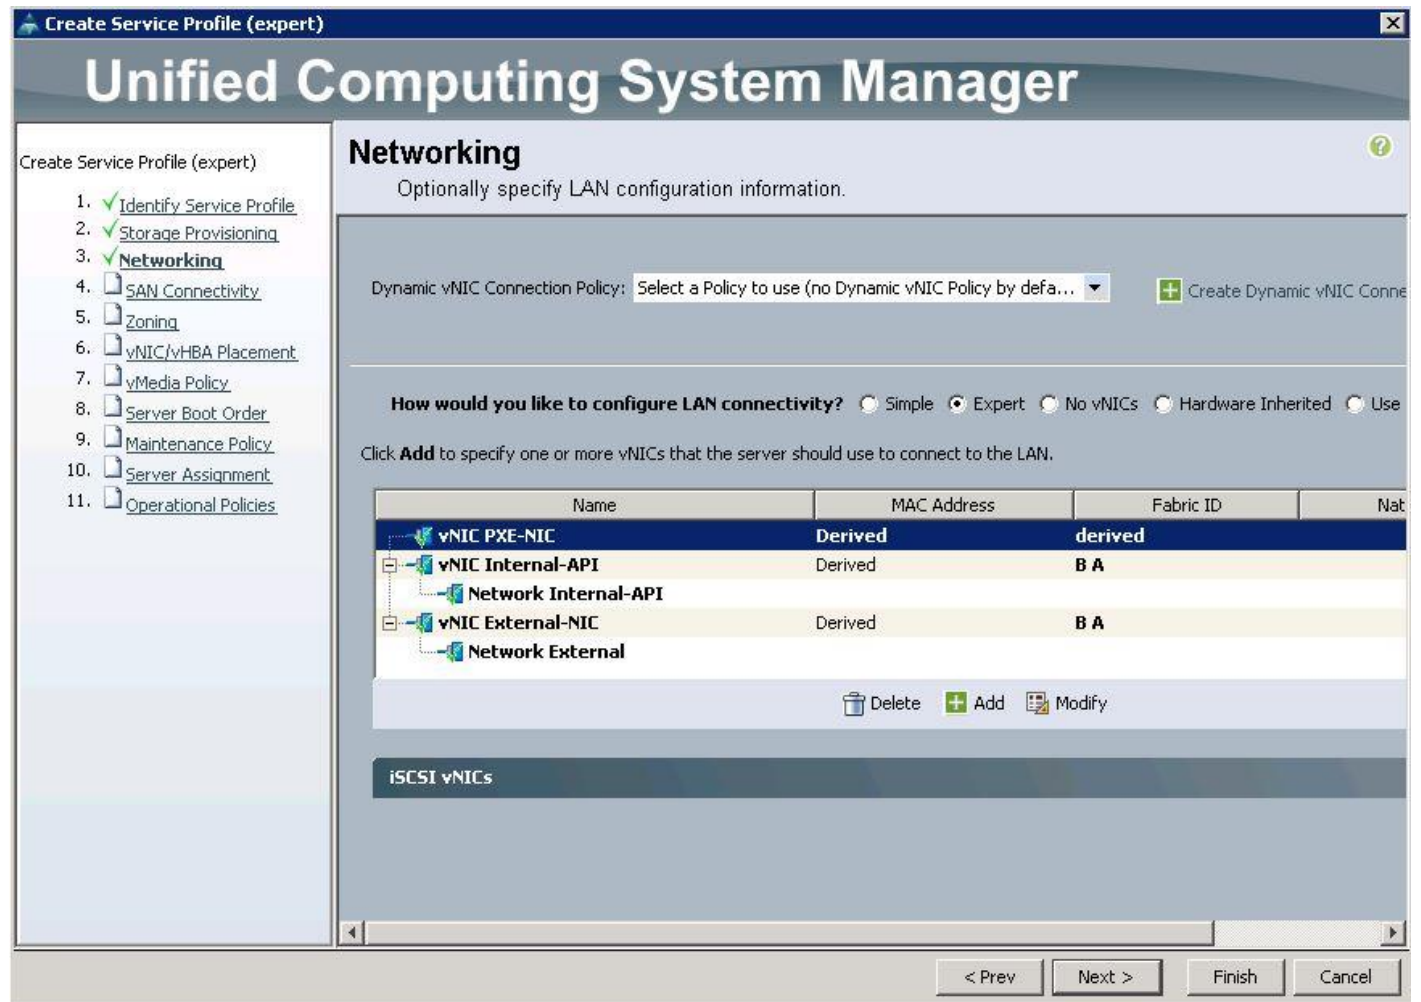 Create Service Profile (expert)
Unified Computing System Manager
Create Service Profile (expert)
1. Identify Service Profile
2. Storage Provisioning
3. Networking
4. SAN Connectivity
5. Zoning
6. vNIC/vHBA Placement
7. vMedia Policy
8. Server Boot Order
9. Maintenance Policy
10. Server Assignment
11. Operational Policies
Networking
Optionally specify LAN configuration information.
Dynamic vNIC Connection Policy: Select a Policy to use (no Dynamic vNIC Policy by defa... Create Dynamic vNIC Conne
How would you like to configure LAN connectivity? Simple Expert No vNICs Hardware Inherited Use
Click Add to specify one or more vNICs that the server should use to connect to the LAN.
Name MAC Address Fabric ID Nat
vNIC PXE-NIC Derived derived
vNIC Internal-API Derived B A
Network Internal-API
vNIC External-NIC Derived B A
Network External
Delete Add Modify
iSCSI vNICs
< Prev Next > Finish Cancel